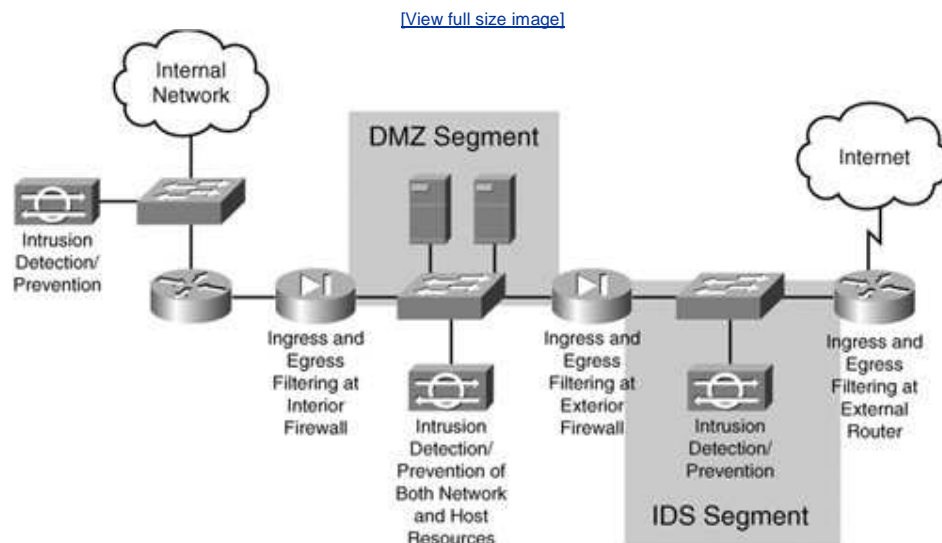 [View full size image]
Internal
Network
DMZ Segment
Internet
Intrusion
Detection/
Prevention
Ingress and
Egress
Filtering at
Interior
Firewall
Intrusion
Detection/
Prevention of
Both Network
and Host
Resources
Ingress and
Egress
Filtering at
Exterior
Firewall
Intrusion
Detection/
Prevention
Ingress and
Egress
Filtering at
External
Router
IDS Segment